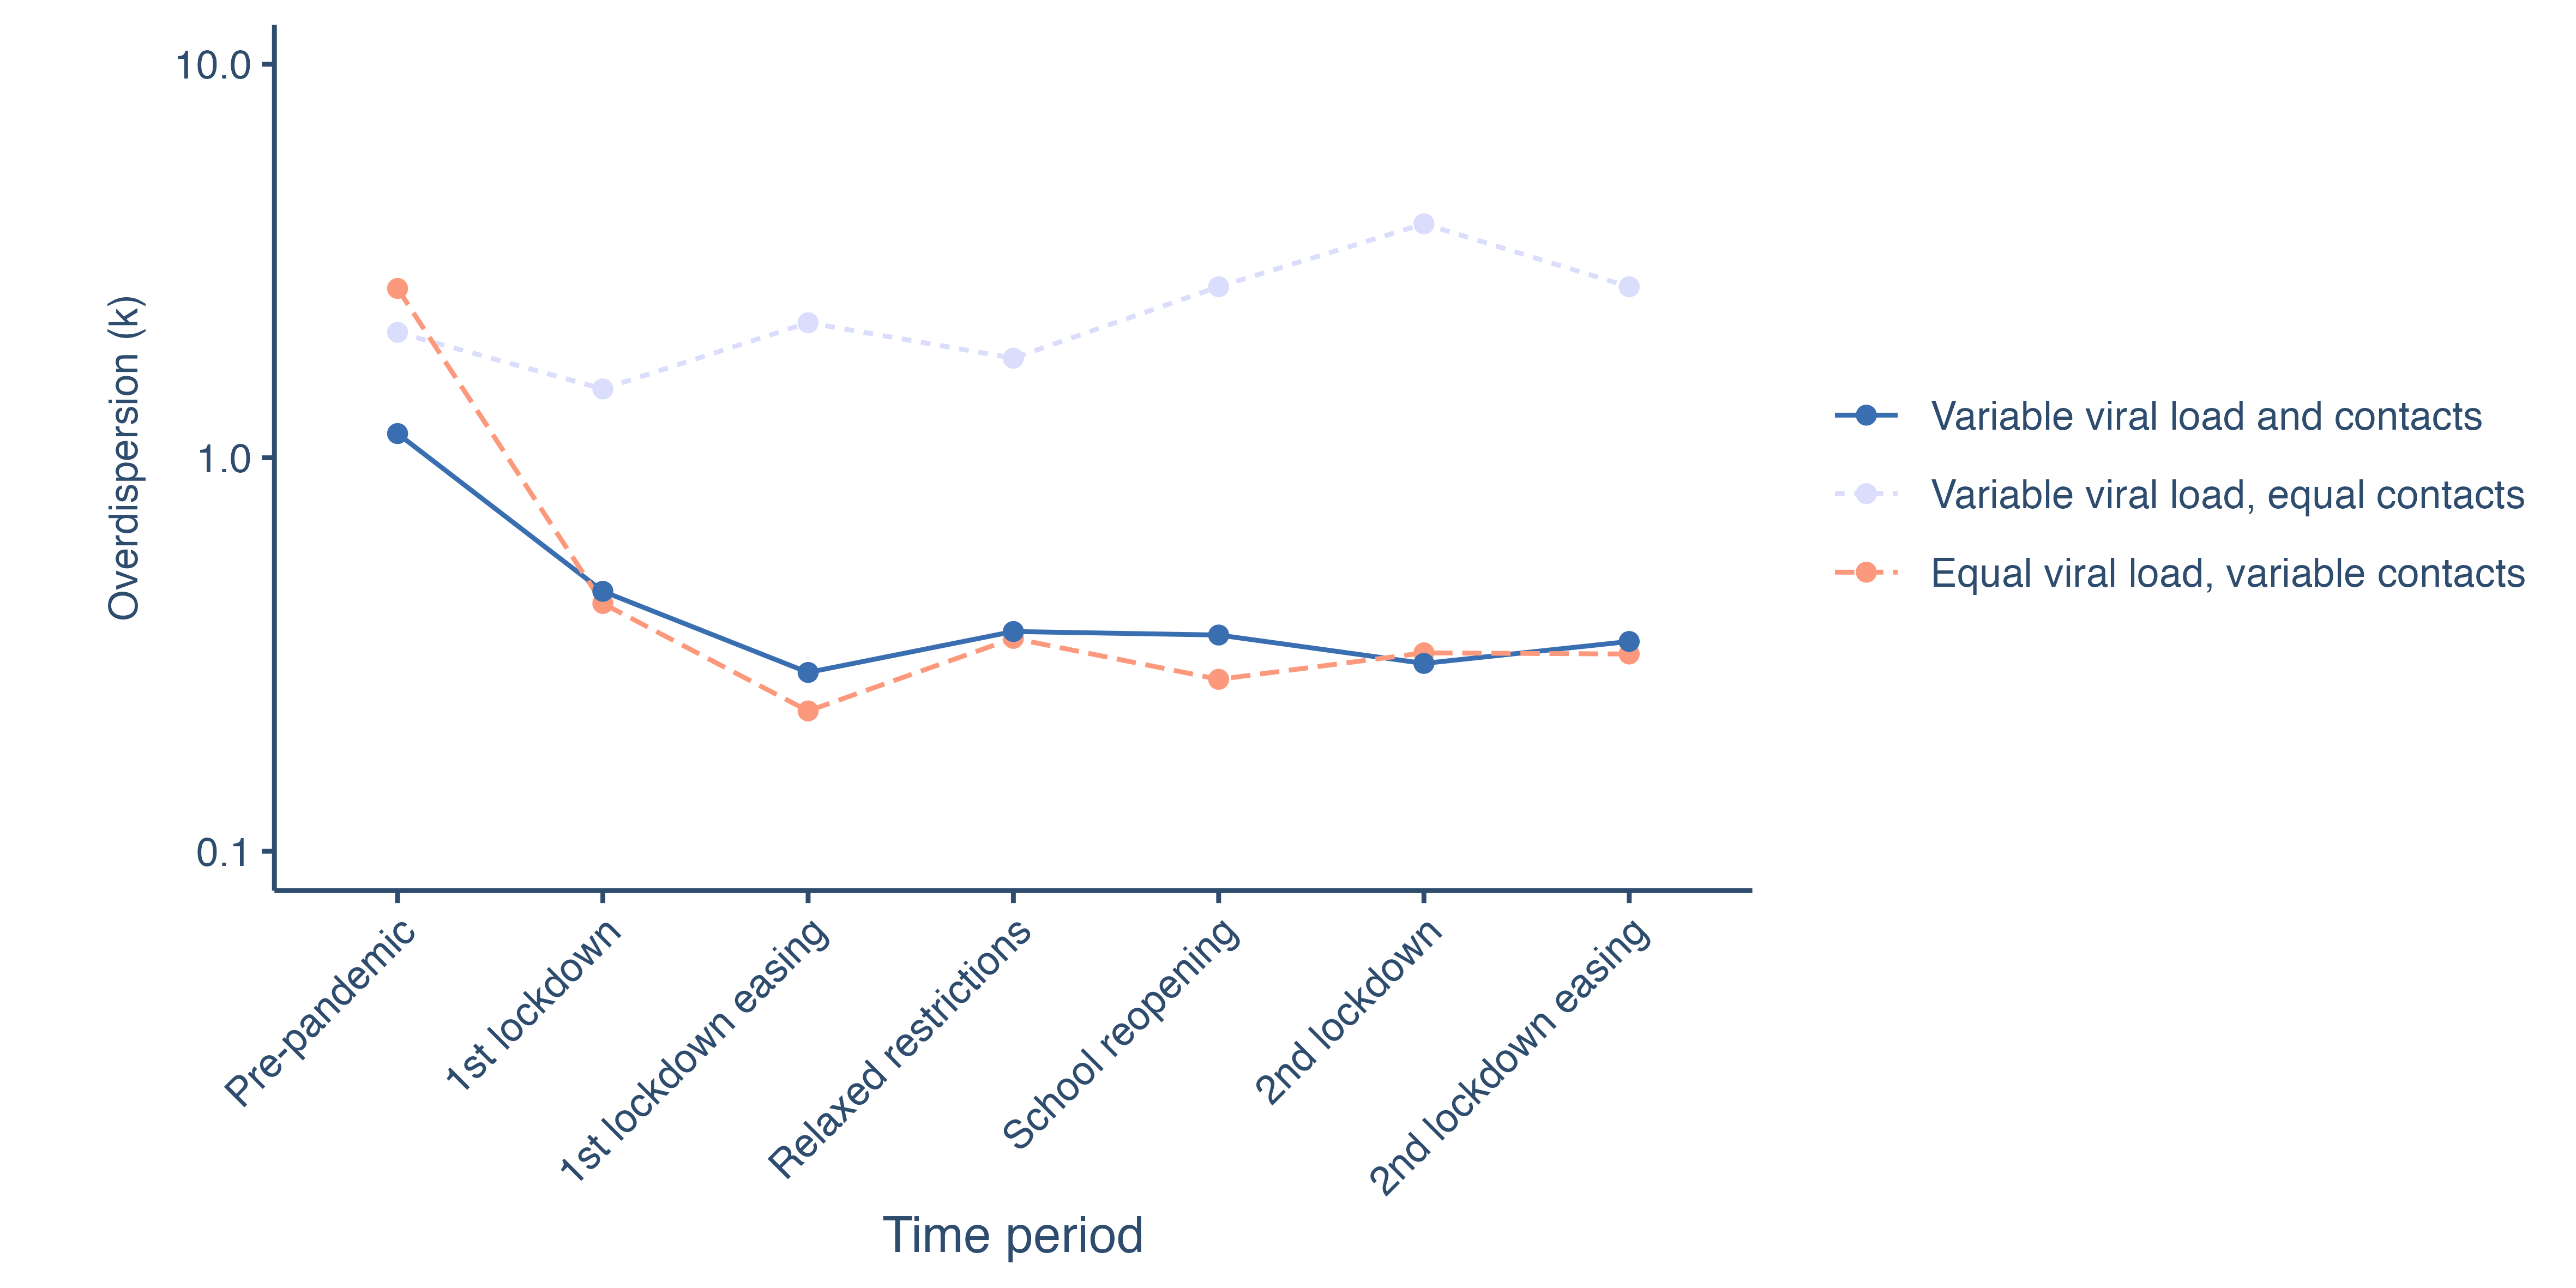 10.0
1.0
0.1
Overdispersion (k)
Pre-pandemic
1st lockdown
1st lockdown easing
Relaxed restrictions
School reopening
2nd lockdown
2nd lockdown easing
Time period
Variable viral load and contacts
Variable viral load, equal contacts
Equal viral load, variable contacts